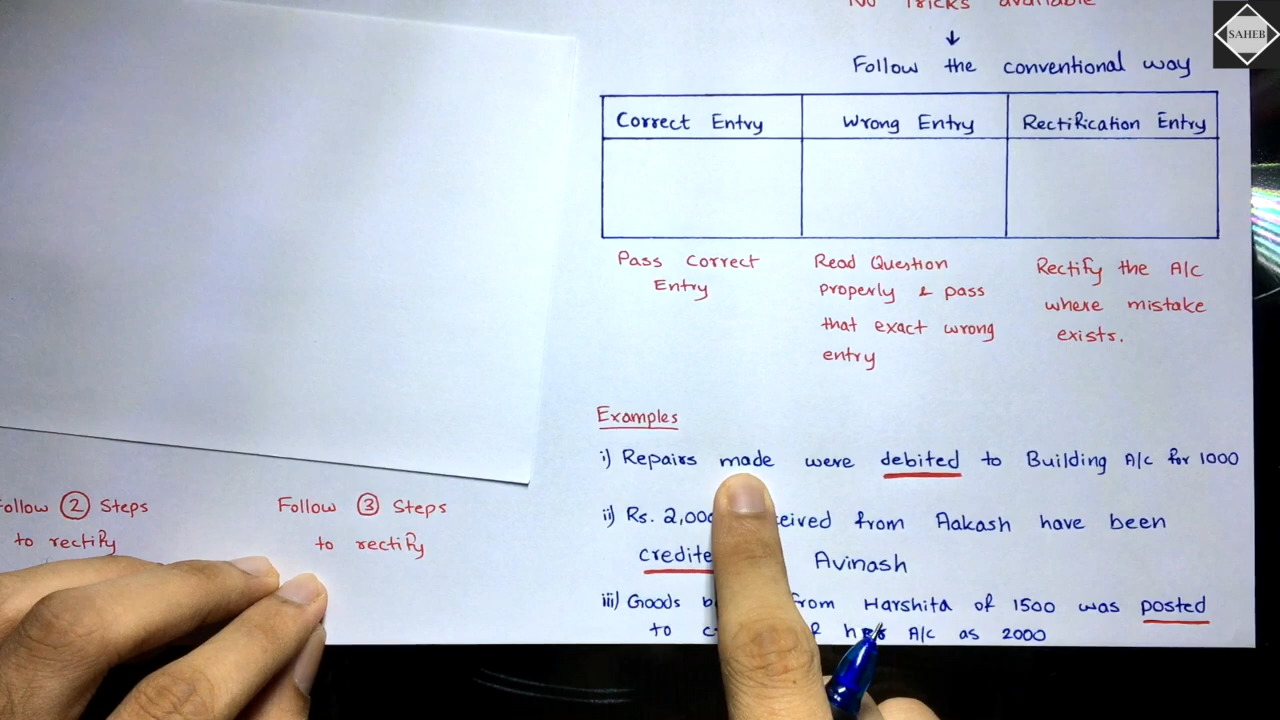 SAHEB
Follow the conventional way
Correct Entry Wrong Entry Rectification Entry
Pass Correct
Entry
Read Question
properly & pass
that exact wrong
entry
Rectify the A/c
where mistake
exists.
Examples
i) Repairs made were debited to Building A/c for 1000
ii) Rs. from Aakash have been
Avinash
iii) Goods from Harshita of 1500 was posted
to A/c as 2000
② Steps
to rectify
Follow ③ Steps
to rectify